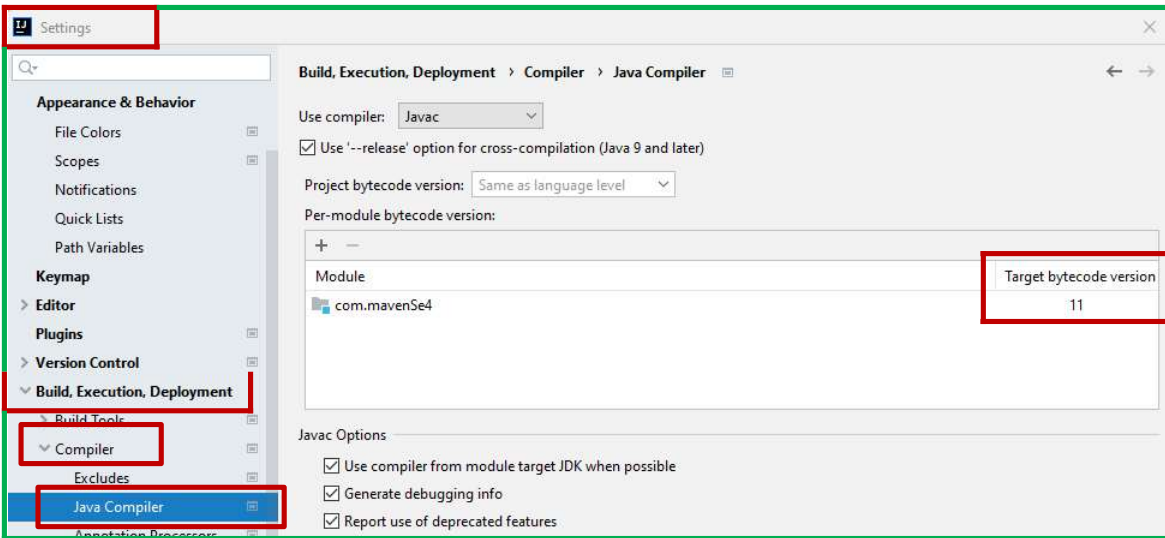 Settings
Appearance & Behavior
File Colors
Scopes
Notifications
Quick Lists
Path Variables
Keymap
Editor
Plugins
Version Control
Build, Execution, Deployment
Build Tools
Compiler
Excludes
Java Compiler
Annotation Processors
Build, Execution, Deployment › Compiler › Java Compiler
Use compiler: Javac
Use '--release' option for cross-compilation (Java 9 and later)
Project bytecode version: Same as language level
Per-module bytecode version:
Module Target bytecode version
com.mavenSe4 11
Javac Options
Use compiler from module target JDK when possible
Generate debugging info
Report use of deprecated features